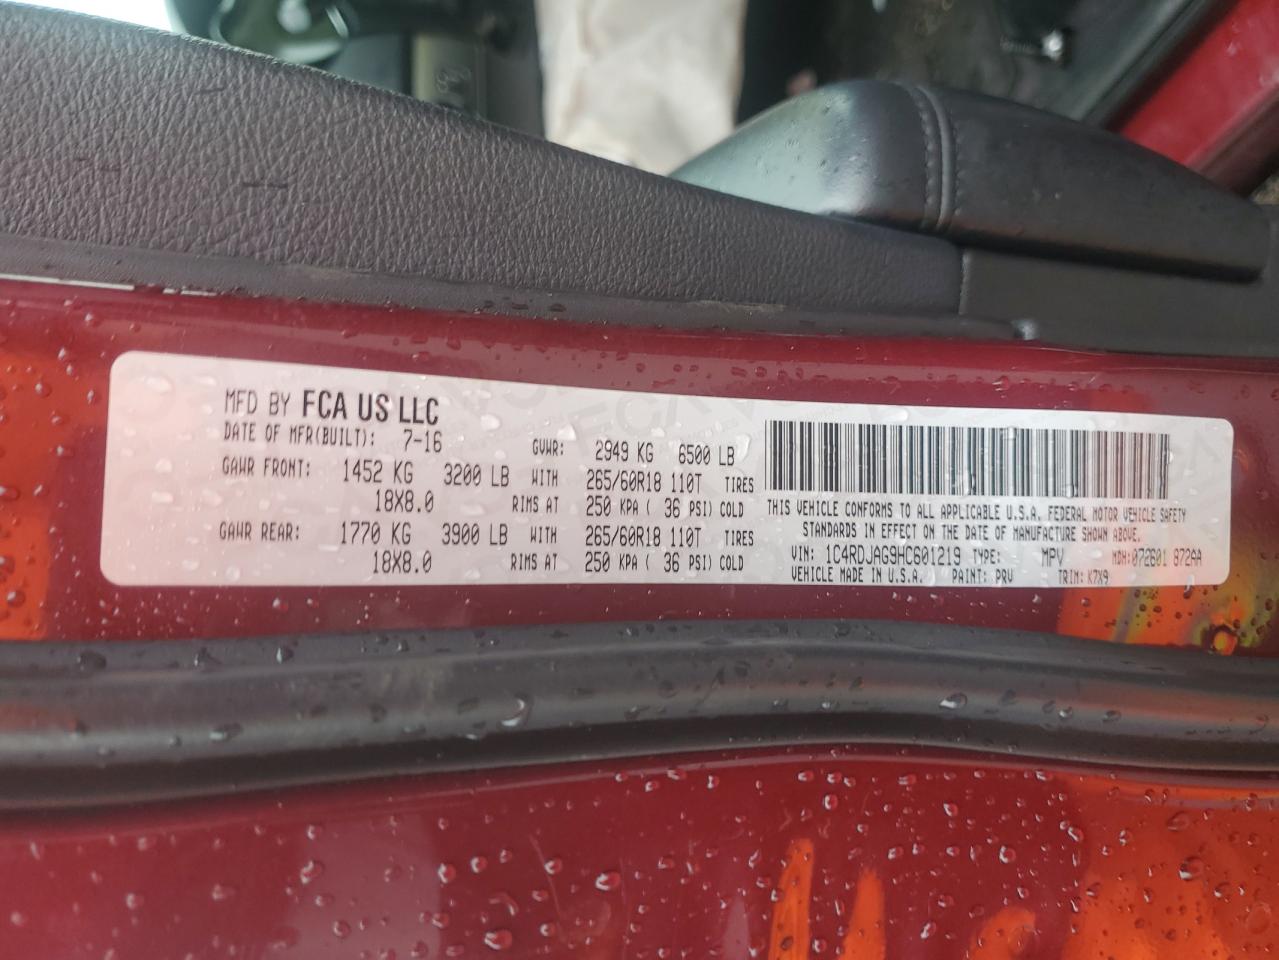 MFD BY FCA US LLC
DATE OF MFR(BUILT): 7-16 GVWR: 2949 KG 6500 LB
GAWR FRONT: 1452 KG 3200 LB WITH 265/60R18 110T TIRES
18X8.0 RIMS AT 250 KPA ( 36 PSI) COLD
GAWR REAR: 1770 KG 3900 LB WITH 265/60R18 110T TIRES
18X8.0 RIMS AT 250 KPA ( 36 PSI) COLD
THIS VEHICLE CONFORMS TO ALL APPLICABLE U.S.A. FEDERAL MOTOR VEHICLE SAFETY
STANDARDS IN EFFECT ON THE DATE OF MANUFACTURE SHOWN ABOVE.
VIN: 1C4RDJAG9HC601219 TYPE: MPV MDH:072601 872AA
VEHICLE MADE IN U.S.A. PAINT: PRV TRIM: K7X9